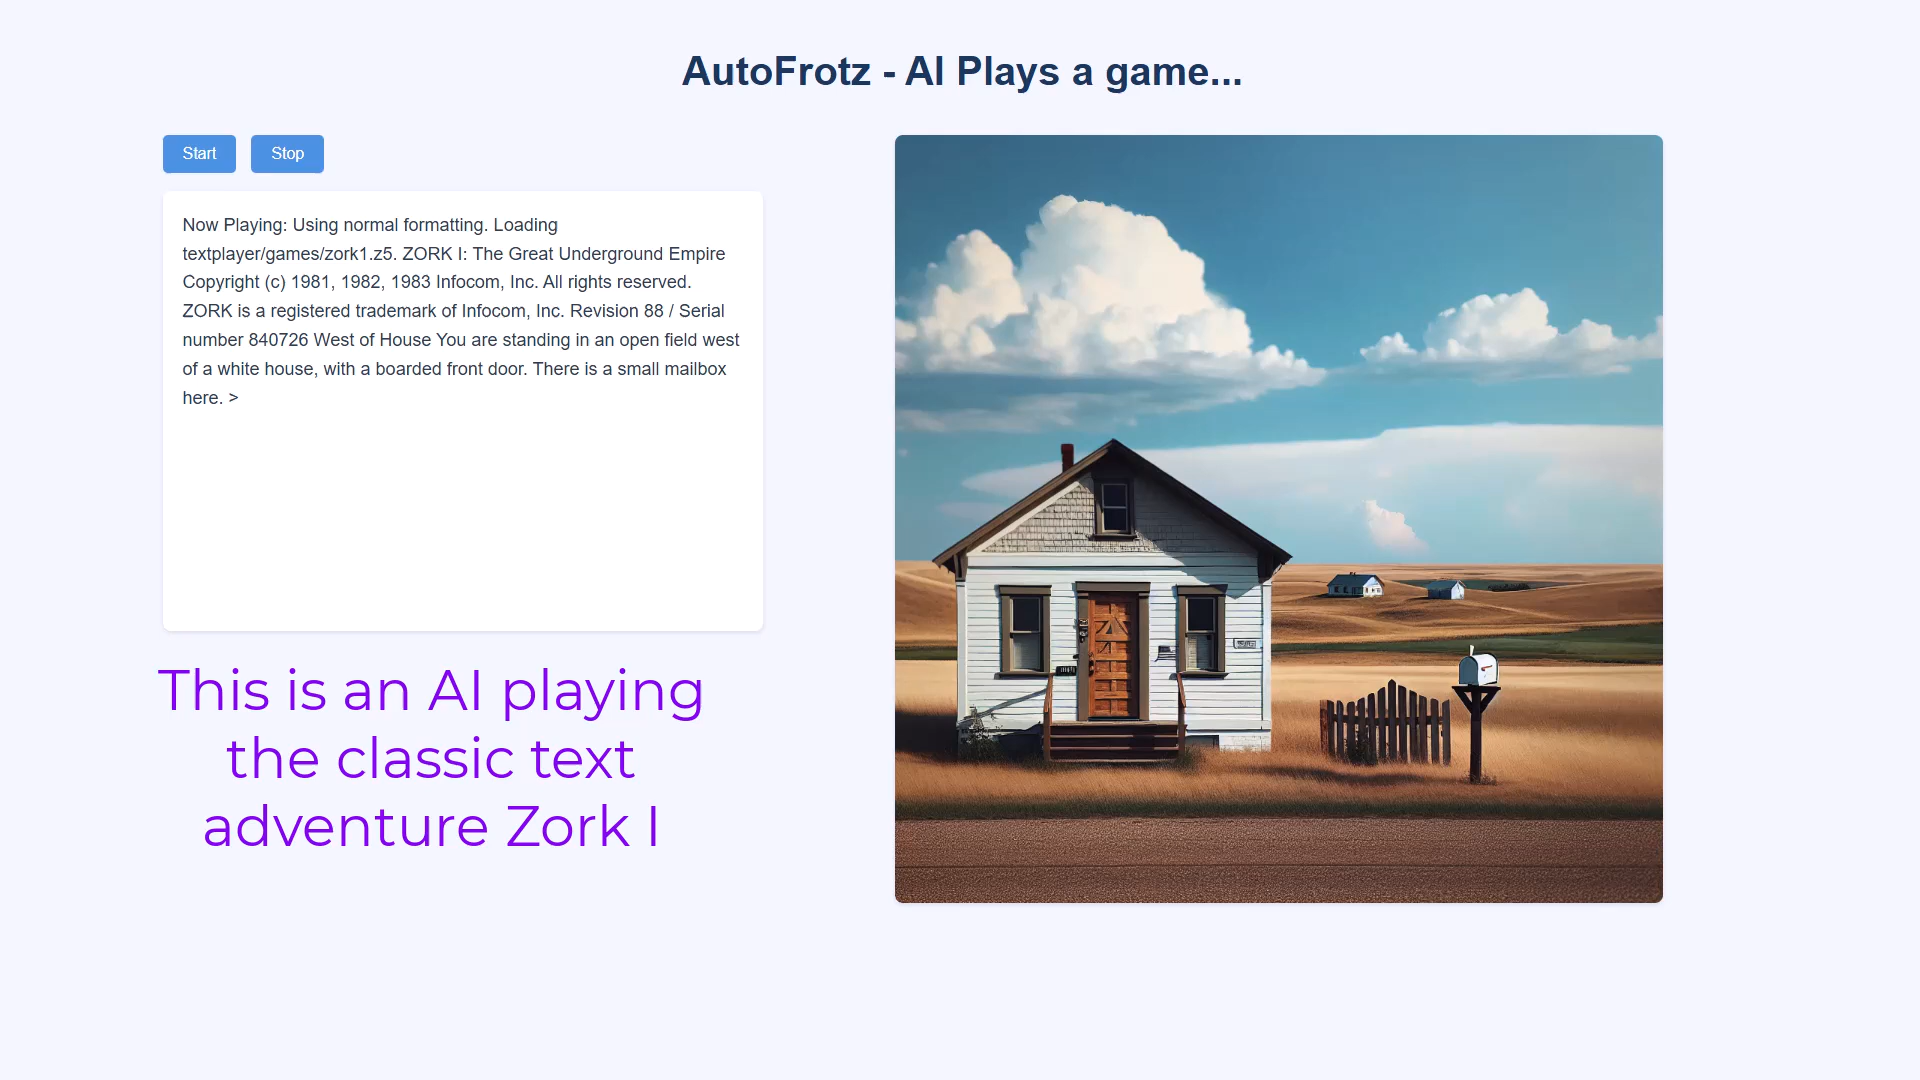 AutoFrotz - AI Plays a game...
Start
Stop
Now Playing: Using normal formatting. Loading
textplayer/games/zork1.z5. ZORK I: The Great Underground Empire
Copyright (c) 1981, 1982, 1983 Infocom, Inc. All rights reserved.
ZORK is a registered trademark of Infocom, Inc. Revision 88 / Serial
number 840726 West of House You are standing in an open field west
of a white house, with a boarded front door. There is a small mailbox
here. >
This is an AI playing
the classic text
adventure Zork I